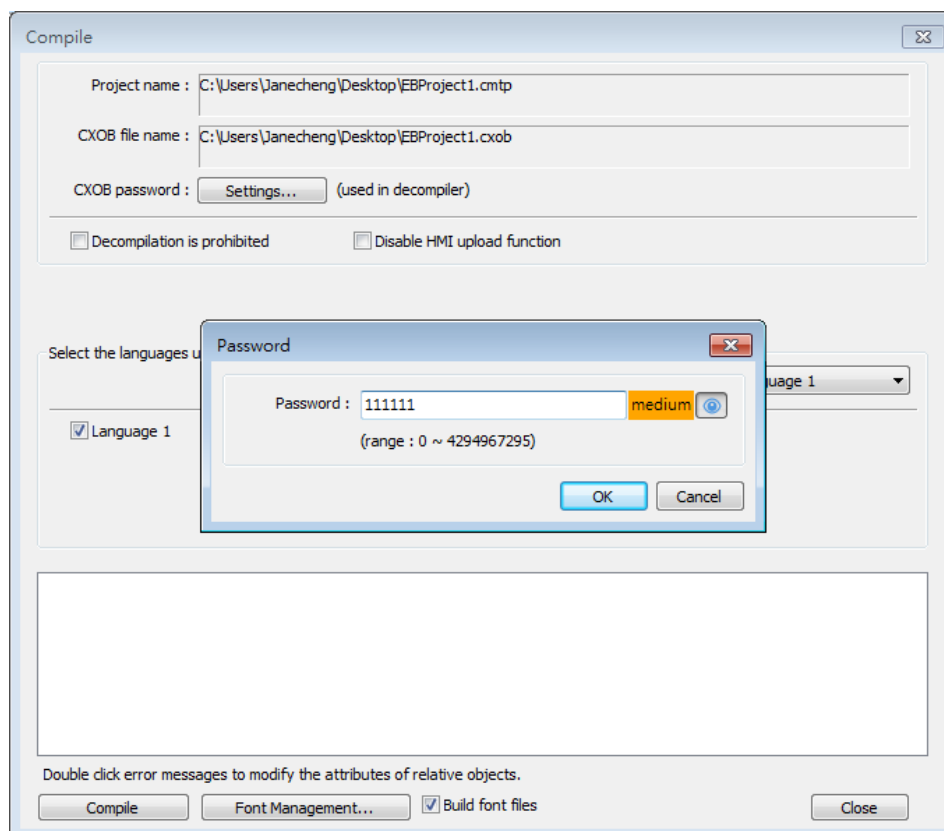 Compile
Project name : C:\Users\Janecheng\Desktop\EBProject1.cmtp
CXOB file name : C:\Users\Janecheng\Desktop\EBProject1.cxob
CXOB password : Settings... (used in decompiler)
Decompilation is prohibited Disable HMI upload function
Password
Select the languages u
uage 1
Password : 111111 medium
Language 1
(range : 0 ~ 4294967295)
OK Cancel
Double click error messages to modify the attributes of relative objects.
Compile Font Management... Build font files Close